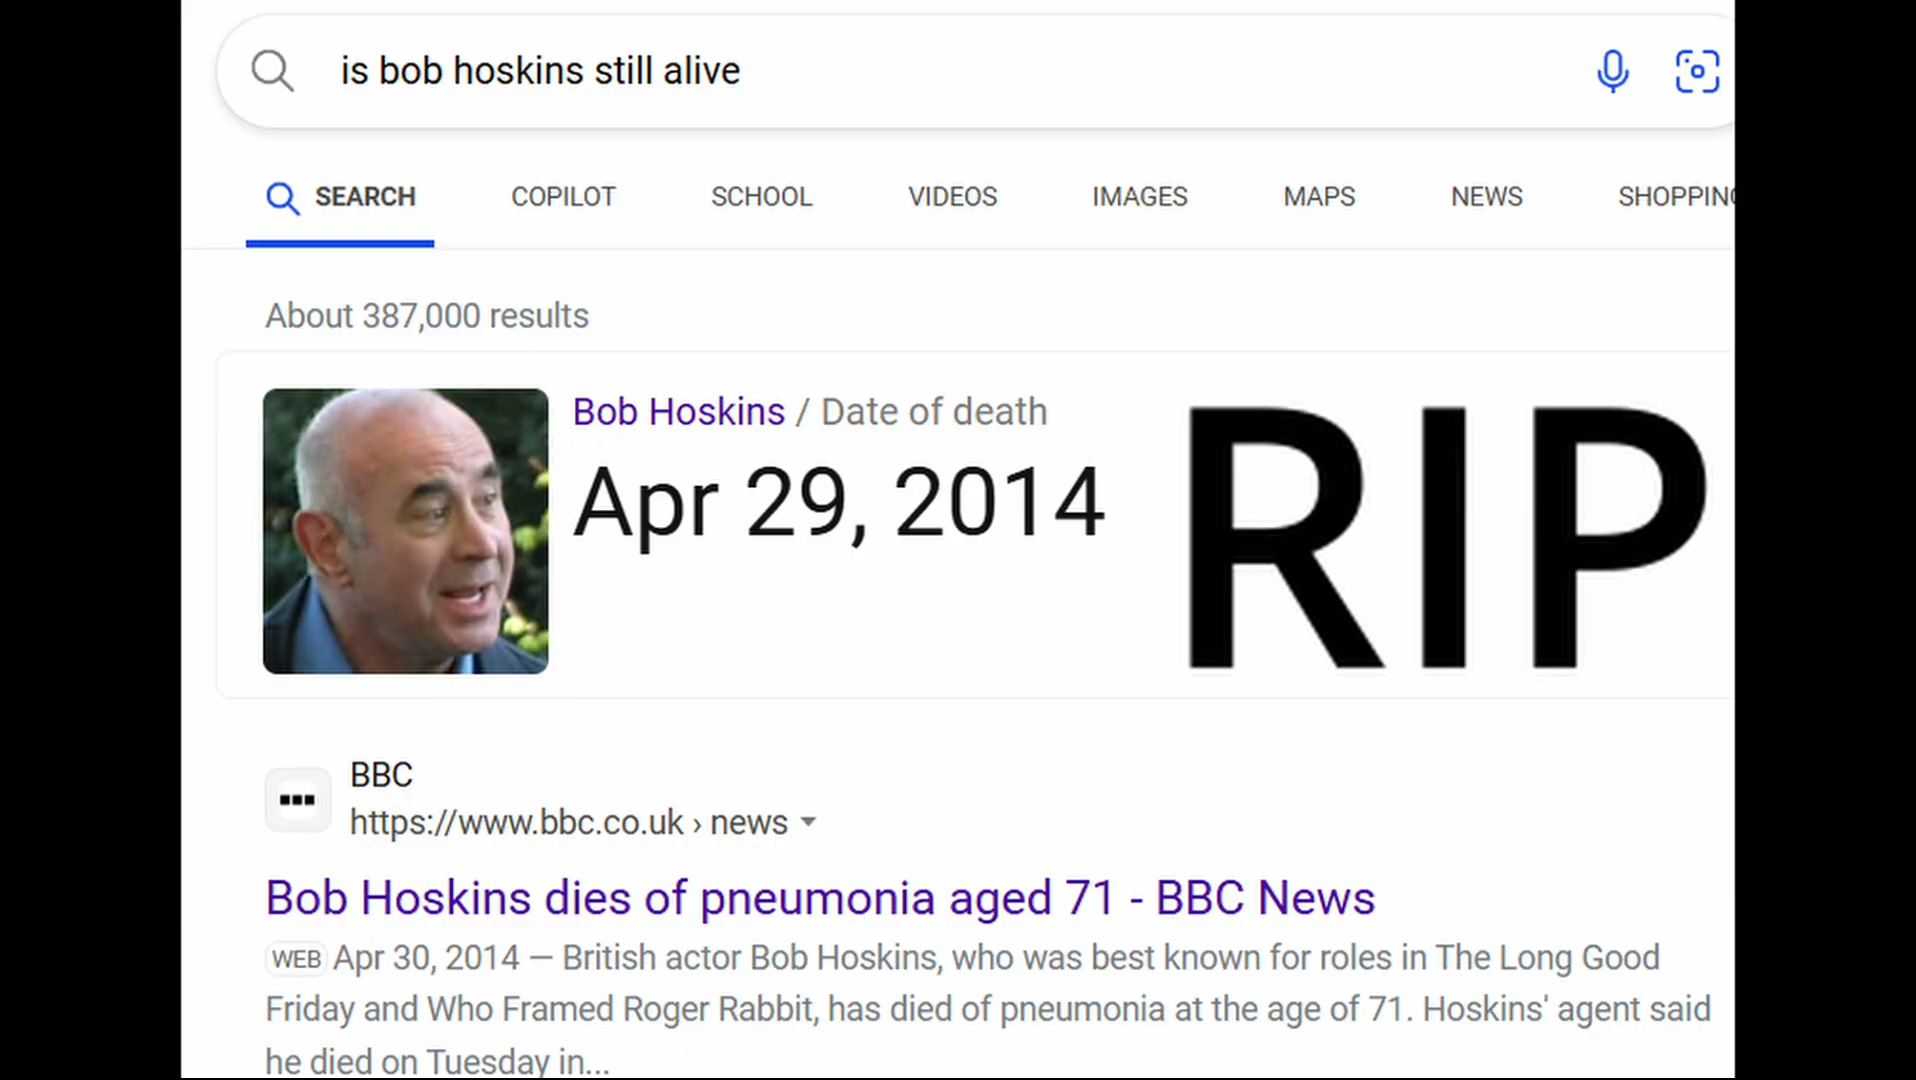 is bob hoskins still alive
SEARCH COPILOT SCHOOL VIDEOS IMAGES MAPS NEWS SHOPPING
About 387,000 results
Bob Hoskins / Date of death
Apr 29, 2014
RIP
BBC
https://www.bbc.co.uk › news
Bob Hoskins dies of pneumonia aged 71 - BBC News
WEB Apr 30, 2014 — British actor Bob Hoskins, who was best known for roles in The Long Good
Friday and Who Framed Roger Rabbit, has died of pneumonia at the age of 71. Hoskins' agent said
he died on Tuesday in...